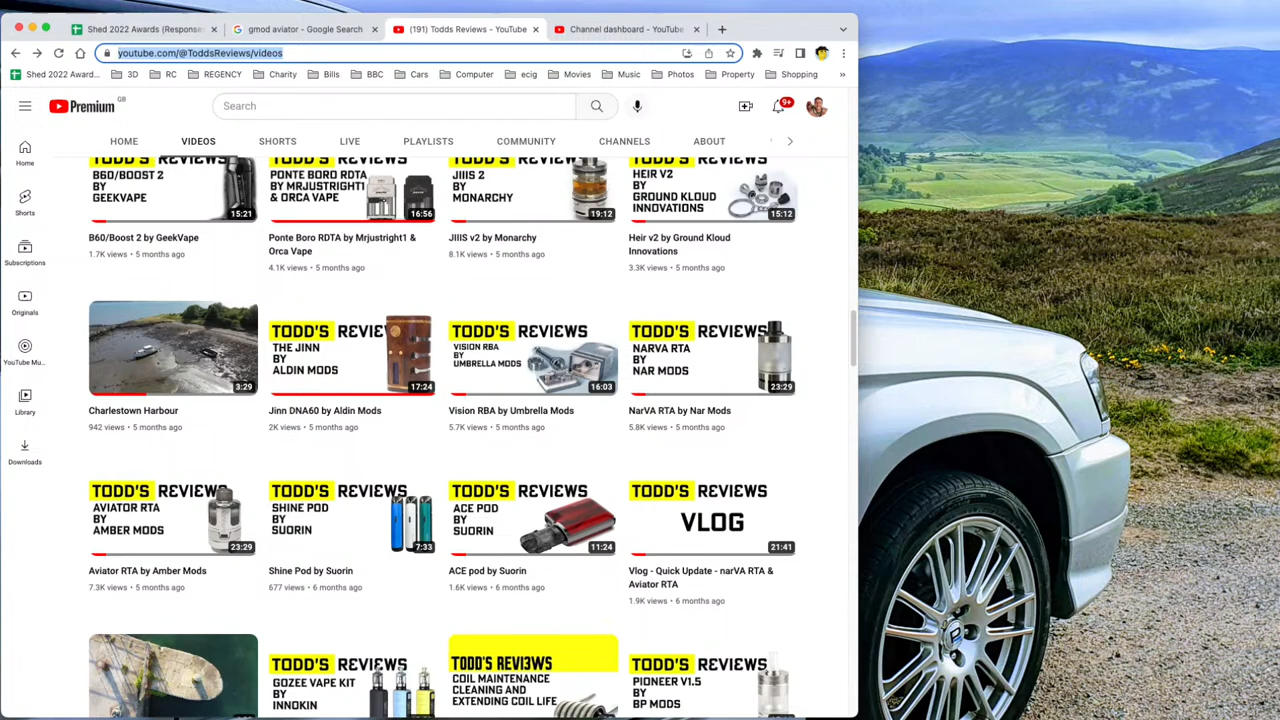 Shed 2022 Awards (Response
gmod aviator - Google Search
(191) Todds Reviews - YouTube
Channel dashboard - YouTube
youtube.com/@ToddsReviews/videos
Shed 2022 Award...
3D
RC
REGENCY
Charity
Bills
BBC
Cars
Computer
ecig
Movies
Music
Photos
Property
Shopping
»
Premium GB
Search
9+
HOME
VIDEOS
SHORTS
LIVE
PLAYLISTS
COMMUNITY
CHANNELS
ABOUT
Home
Shorts
Subscriptions
Originals
YouTube Mu...
Library
Downloads
TODD'S REVIEWS
B60/BOOST 2
BY
GEEKVAPE
15:21
TODD'S REVIEWS
PONTE BORO RDTA
BY MRJUSTRIGHT1
& ORCA VAPE
16:56
TODD'S REVIEWS
JIIIS 2
BY
MONARCHY
19:12
TODD'S REVIEWS
HEIR V2
BY
GROUND KLOUD
INNOVATIONS
15:12
B60/Boost 2 by GeekVape
1.7K views • 5 months ago
Ponte Boro RDTA by Mrjustright1 &
Orca Vape
4.1K views • 5 months ago
JIIIS v2 by Monarchy
8.1K views • 5 months ago
Heir v2 by Ground Kloud
Innovations
3.3K views • 5 months ago
3:29
TODD'S REVIEWS
THE JINN
BY
ALDIN MODS
17:24
TODD'S REVIEWS
VISION RBA
BY
UMBRELLA MODS
16:03
TODD'S REVIEWS
NARVA RTA
BY
NAR MODS
23:29
Charlestown Harbour
942 views • 5 months ago
Jinn DNA60 by Aldin Mods
2K views • 5 months ago
Vision RBA by Umbrella Mods
5.7K views • 5 months ago
NarVA RTA by Nar Mods
5.8K views • 5 months ago
TODD'S REVIEWS
AVIATOR RTA
BY
AMBER MODS
23:29
TODD'S REVIEWS
SHINE POD
BY
SUORIN
7:33
TODD'S REVIEWS
ACE POD
BY
SUORIN
11:24
TODD'S REVIEWS
VLOG
21:41
Aviator RTA by Amber Mods
7.3K views • 5 months ago
Shine Pod by Suorin
677 views • 6 months ago
ACE pod by Suorin
1.6K views • 6 months ago
Vlog - Quick Update - narVA RTA &
Aviator RTA
1.9K views • 6 months ago
TODD'S REVIEWS
GOZEE VAPE KIT
BY
INNOKIN
TODD'S REVI3WS
COIL MAINTENANCE
CLEANING AND
EXTENDING COIL LIFE
TODD'S REVIEWS
PIONEER V1.5
BY
BP MODS